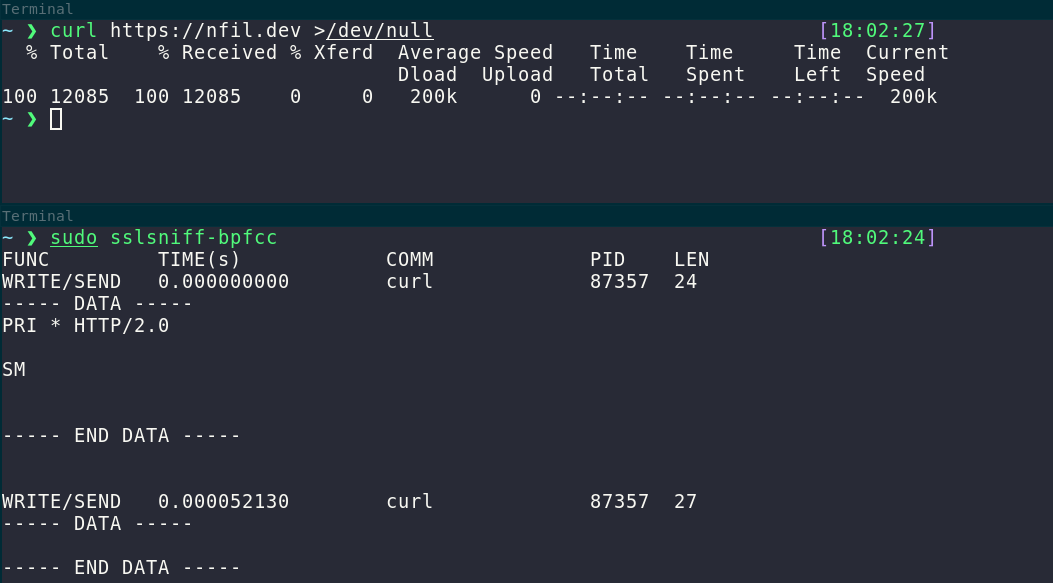 Terminal
~ ❯ curl https://nfil.dev >/dev/null [18:02:27]
% Total % Received % Xferd Average Speed Time Time Time Current
Dload Upload Total Spent Left Speed
100 12085 100 12085 0 0 200k 0 --:--:-- --:--:-- --:--:-- 200k
~ ❯
Terminal
~ ❯ sudo sslsniff-bpfcc [18:02:24]
FUNC TIME(s) COMM PID LEN
WRITE/SEND 0.000000000 curl 87357 24
----- DATA -----
PRI * HTTP/2.0
SM
----- END DATA -----
WRITE/SEND 0.000052130 curl 87357 27
----- DATA -----
----- END DATA -----